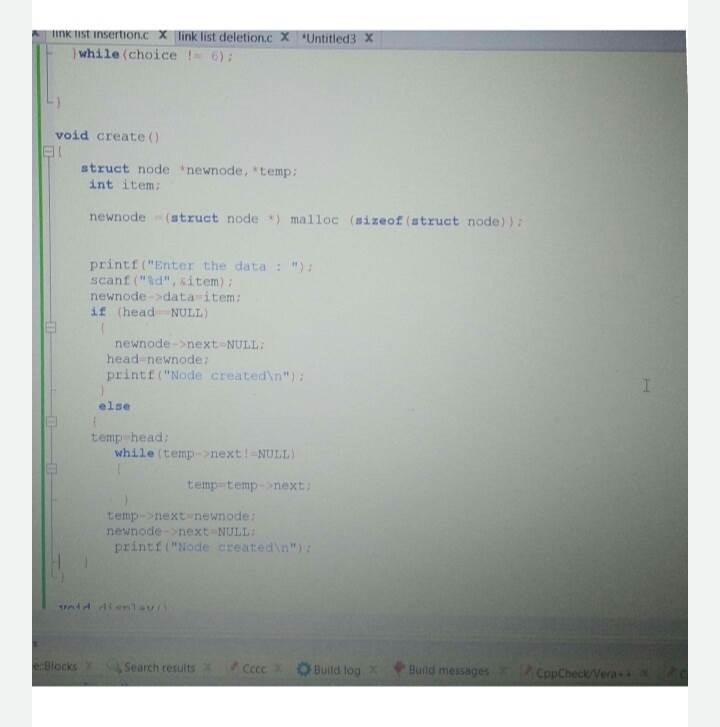 link list insertion.c X link list deletion.c X *Untitled3 X
}while(choice != 6);
}
void create()
{
struct node *newnode,*temp;
int item;
newnode =(struct node *) malloc (sizeof(struct node));
printf("Enter the data : ");
scanf("%d",&item);
newnode->data=item;
if (head==NULL)
{
newnode->next=NULL;
head=newnode;
printf("Node created\n");
}
else
{
temp=head;
while(temp->next!=NULL)
{
temp=temp->next;
}
temp->next=newnode;
newnode->next=NULL;
printf("Node created\n");
}
}
void display()
e::Blocks X Search results X Cccc X Build log X Build messages X CppCheck/Vera++ X